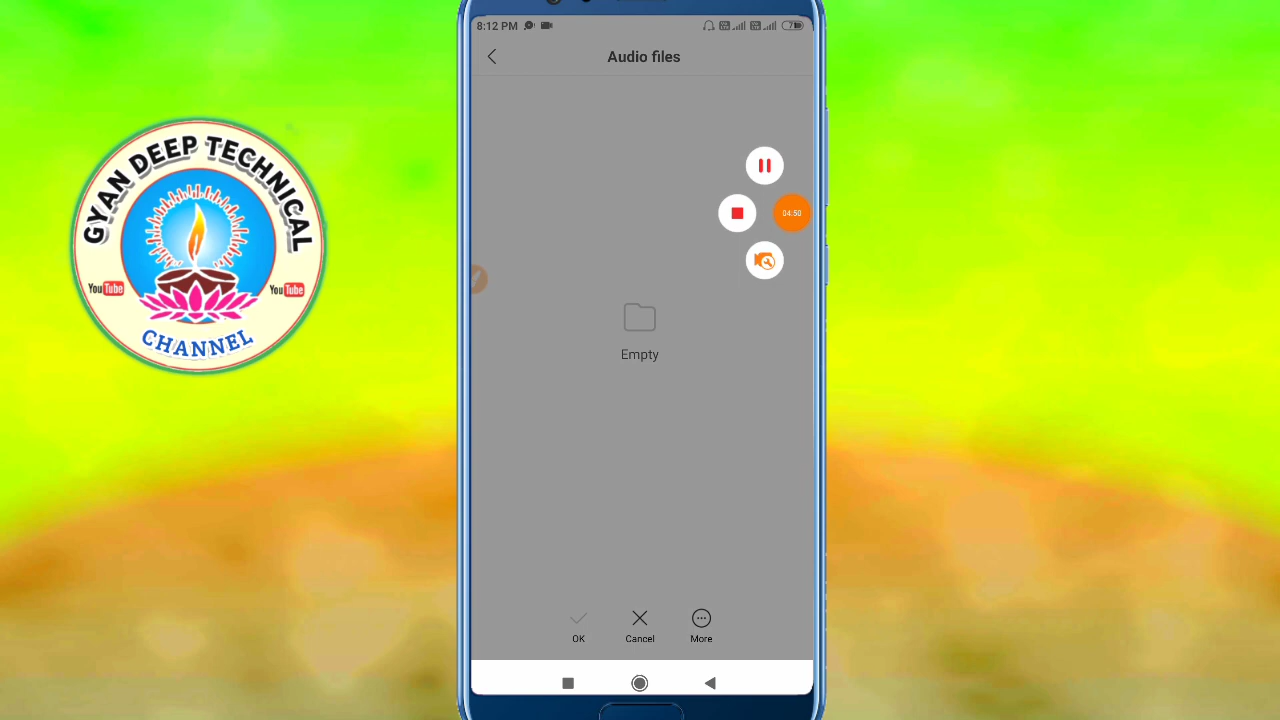 GYAN DEEP TECHNICAL
YouTube
YouTube
CHANNEL
8:12 PM
Audio files
04:50
Empty
OK
Cancel
More